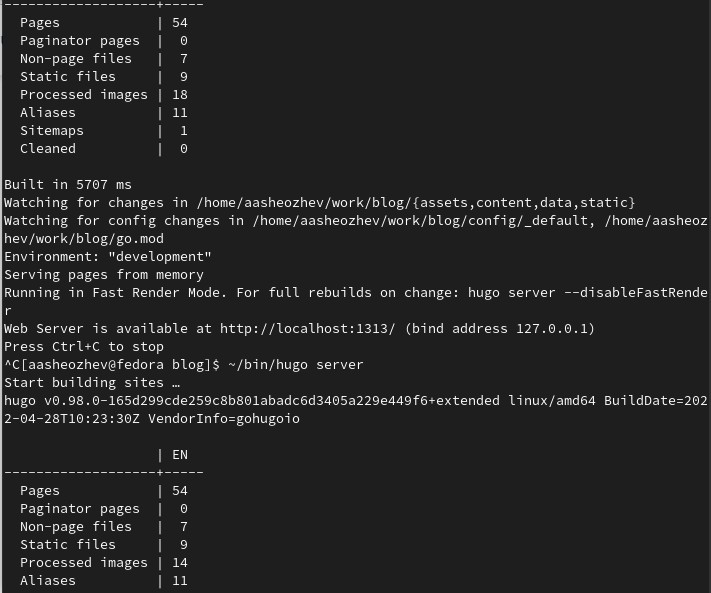 -------------------+-----
  Pages            | 54
  Paginator pages  |  0
  Non-page files   |  7
  Static files     |  9
  Processed images | 18
  Aliases          | 11
  Sitemaps         |  1
  Cleaned          |  0

Built in 5707 ms
Watching for changes in /home/aasheozhev/work/blog/{assets,content,data,static}
Watching for config changes in /home/aasheozhev/work/blog/config/_default, /home/aasheoz
hev/work/blog/go.mod
Environment: "development"
Serving pages from memory
Running in Fast Render Mode. For full rebuilds on change: hugo server --disableFastRende
r
Web Server is available at http://localhost:1313/ (bind address 127.0.0.1)
Press Ctrl+C to stop
^C[aasheozhev@fedora blog]$ ~/bin/hugo server
Start building sites …
hugo v0.98.0-165d299cde259c8b801abadc6d3405a229e449f6+extended linux/amd64 BuildDate=202
2-04-28T10:23:30Z VendorInfo=gohugoio

                   | EN
-------------------+-----
  Pages            | 54
  Paginator pages  |  0
  Non-page files   |  7
  Static files     |  9
  Processed images | 14
  Aliases          | 11